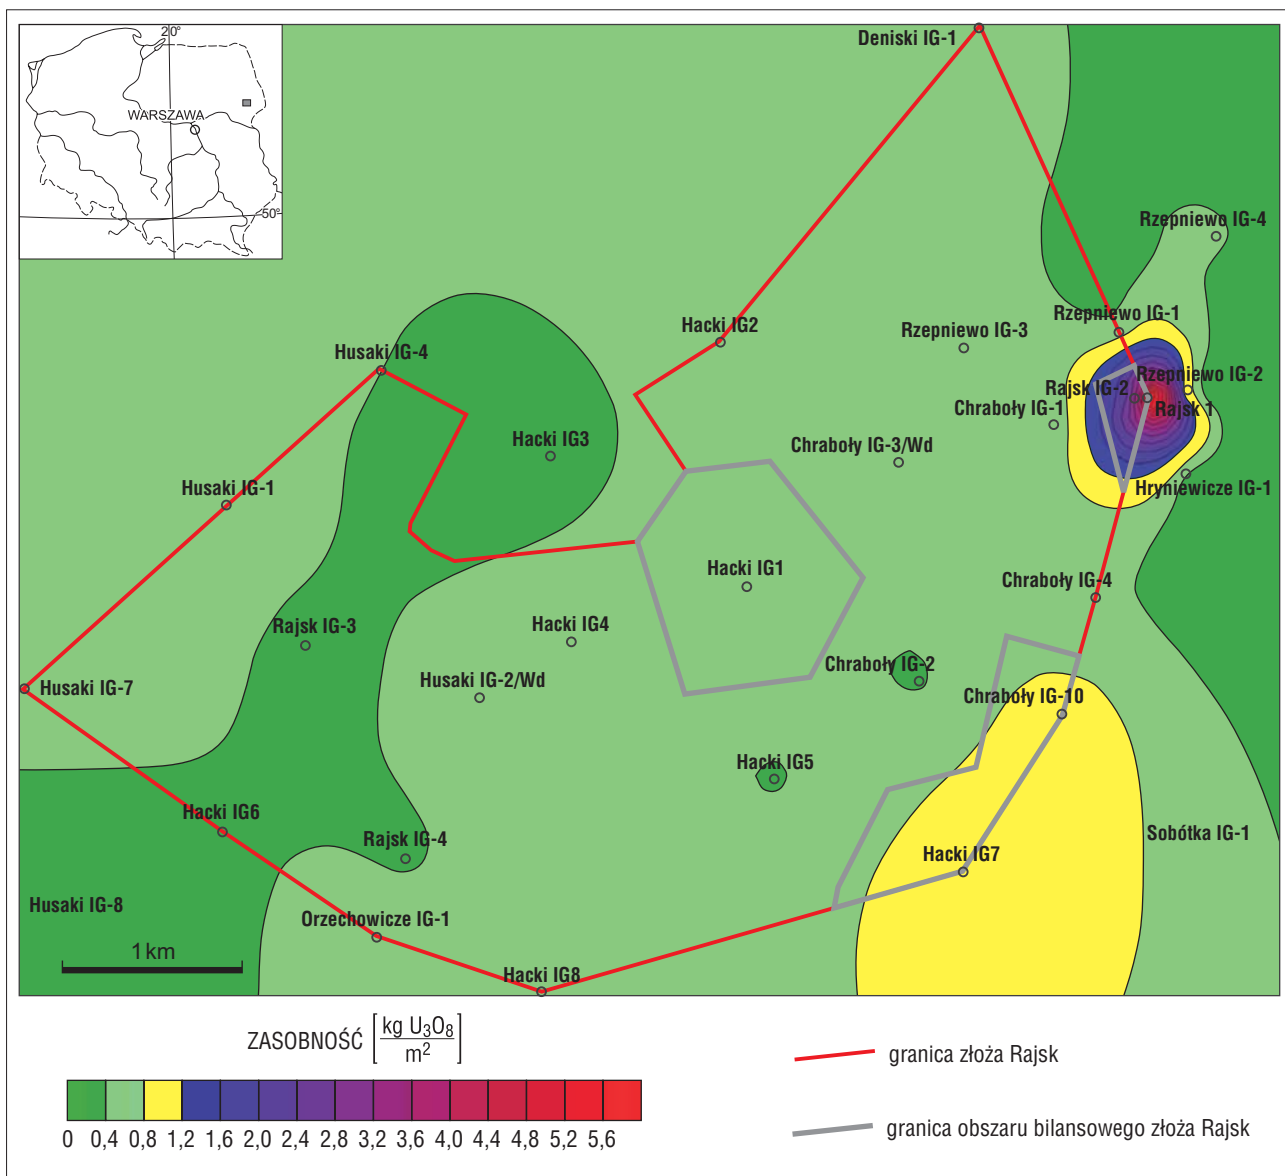 20°
WARSZAWA
50°
Deniski IG-1
Rzepniewo IG-4
Rzepniewo IG-1
Hacki IG2
Rzepniewo IG-3
Husaki IG-4
Rzepniewo IG-2
Rajsk IG-2
Rajsk 1
Chraboły IG-1
Hacki IG3
Chraboły IG-3/Wd
Husaki IG-1
Hryniewicze IG-1
Hacki IG1
Chraboły IG-4
Rajsk IG-3
Hacki IG4
Chraboły IG-2
Husaki IG-7
Husaki IG-2/Wd
Chraboły IG-10
Hacki IG5
Hacki IG6
Rajsk IG-4
Sobótka IG-1
Hacki IG7
Husaki IG-8
Orzechowicze IG-1
1 km
Hacki IG8
ZASOBNOŚĆ [kg U₃O₈ / m²]
0 0,4 0,8 1,2 1,6 2,0 2,4 2,8 3,2 3,6 4,0 4,4 4,8 5,2 5,6
granica złoża Rajsk
granica obszaru bilansowego złoża Rajsk